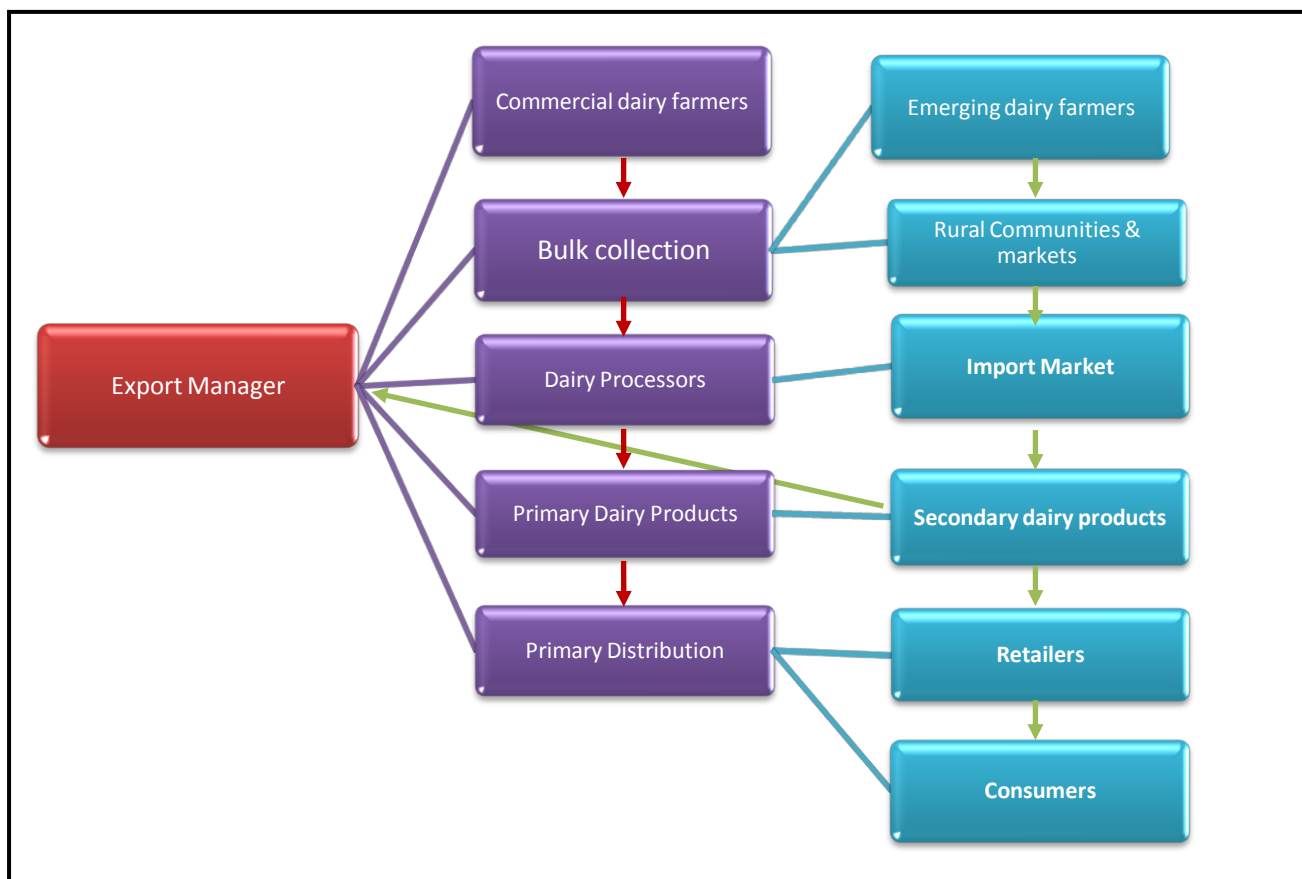 Commercial dairy farmers
Emerging dairy farmers
Bulk collection
Rural Communities &
markets
Export Manager
Dairy Processors
Import Market
Primary Dairy Products
Secondary dairy products
Primary Distribution
Retailers
Consumers